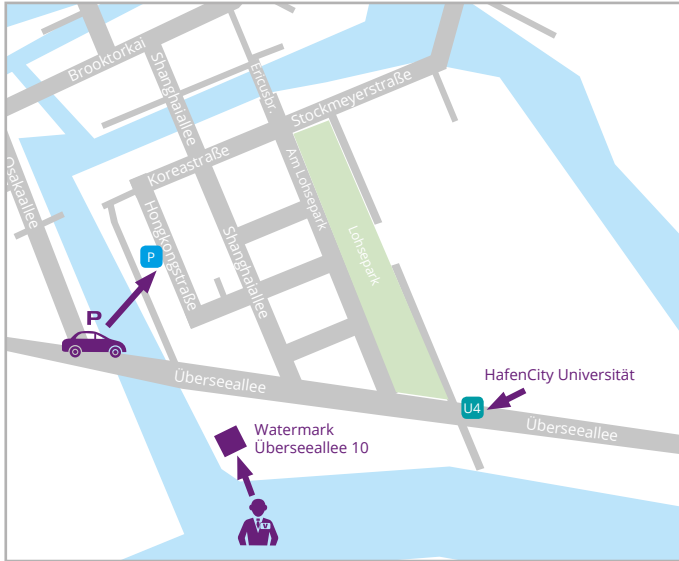 Brooktorkai
Shanghaiallee
Ericusbr.
Stockmeyerstraße
Osakaallee
Koreastraße
Am Lohsepark
Hongkongstraße
Shanghaiallee
Lohsepark
P
P
Überseeallee
HafenCity Universität
U4
Überseeallee
Watermark
Überseeallee 10